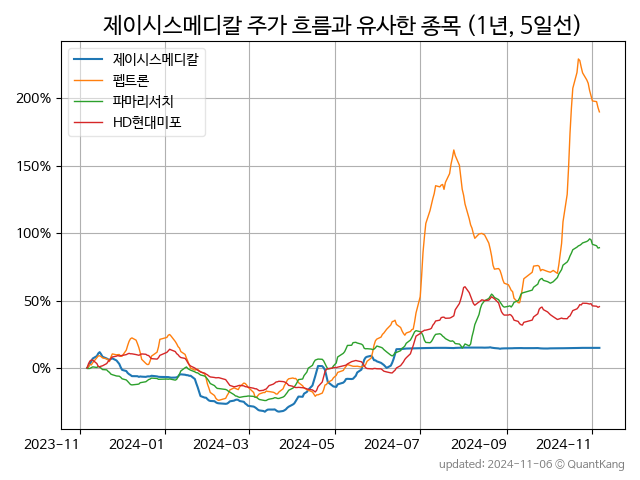 제이시스메디칼 주가 흐름과 유사한 종목 (1년, 5일선)
제이시스메디칼
펩트론
파마리서치
HD현대미포
200%
150%
100%
50%
0%
2023-11
2024-01
2024-03
2024-05
2024-07
2024-09
2024-11
updated: 2024-11-06 © QuantKang